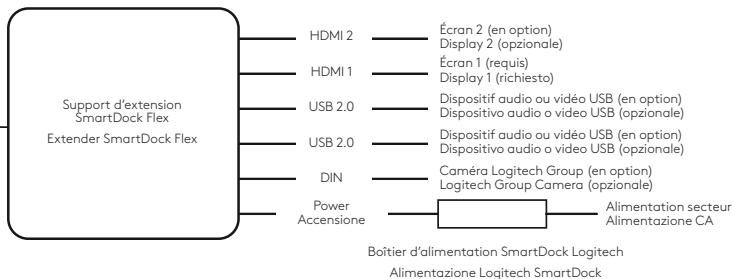 Support d'extension
SmartDock Flex
Extender SmartDock Flex
HDMI 2
Écran 2 (en option)
Display 2 (opzionale)
HDMI 1
Écran 1 (requis)
Display 1 (richiesto)
USB 2.0
Dispositif audio ou vidéo USB (en option)
Dispositivo audio o video USB (opzionale)
USB 2.0
Dispositif audio ou vidéo USB (en option)
Dispositivo audio o video USB (opzionale)
DIN
Caméra Logitech Group (en option)
Logitech Group Camera (opzionale)
Power
Accensione
Alimentation secteur
Alimentazione CA
Boîtier d'alimentation SmartDock Logitech
Alimentazione Logitech SmartDock